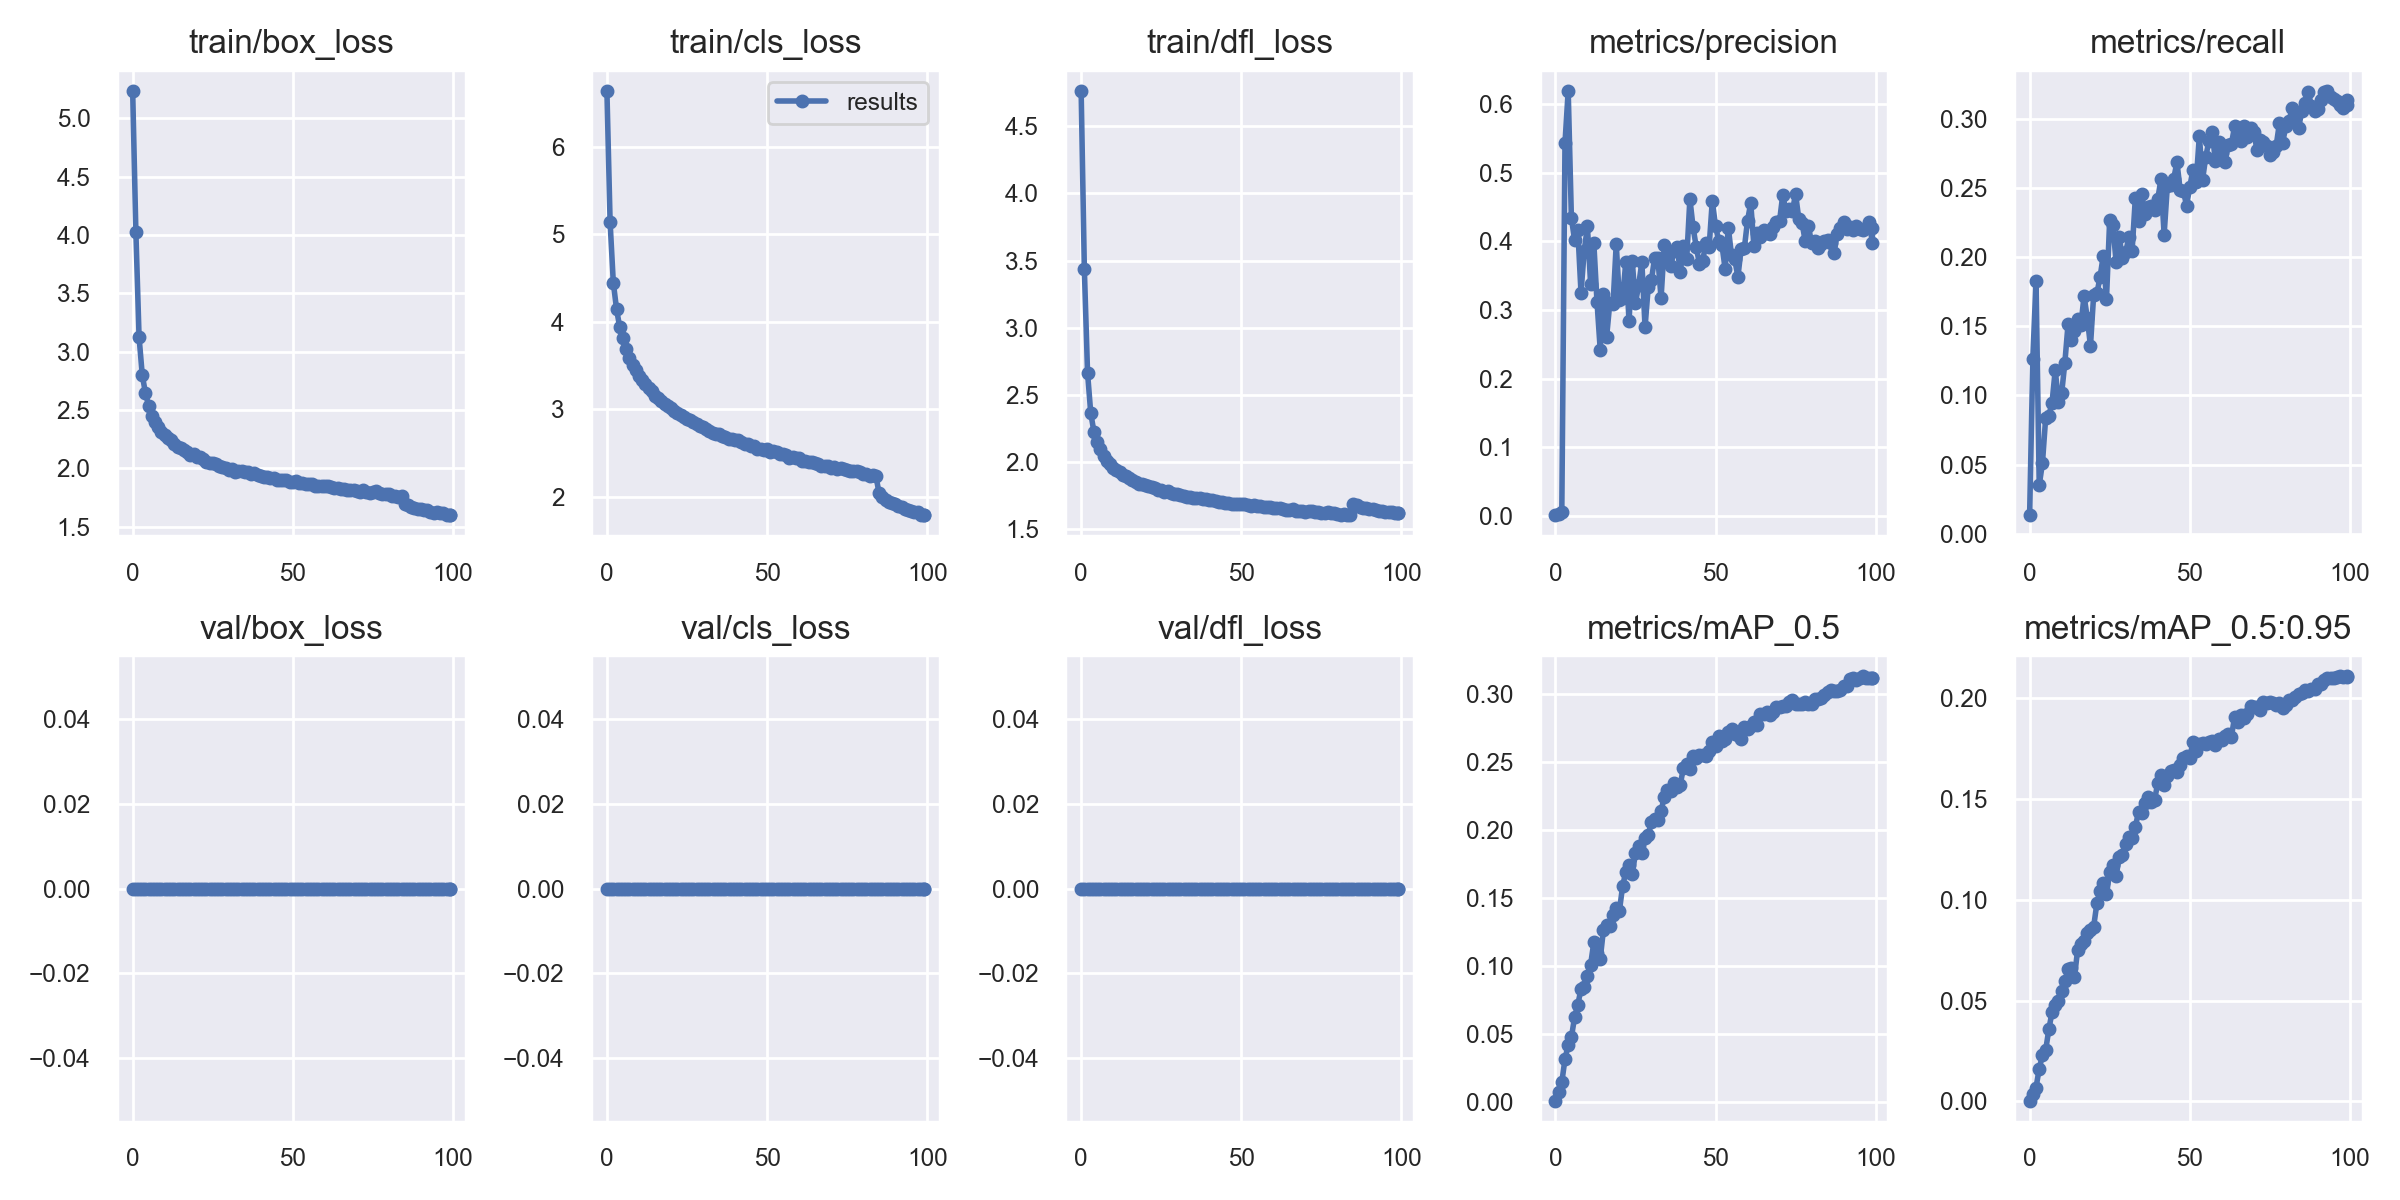 train/box_loss
train/cls_loss
train/dfl_loss
metrics/precision
metrics/recall
5.0
4.5
4.0
3.5
3.0
2.5
2.0
1.5
0 50 100
results
6
5
4
3
2
0 50 100
4.5
4.0
3.5
3.0
2.5
2.0
1.5
0 50 100
0.6
0.5
0.4
0.3
0.2
0.1
0.0
0 50 100
0.30
0.25
0.20
0.15
0.10
0.05
0.00
0 50 100
val/box_loss
val/cls_loss
val/dfl_loss
metrics/mAP_0.5
metrics/mAP_0.5:0.95
0.04
0.02
0.00
−0.02
−0.04
0 50 100
0.04
0.02
0.00
−0.02
−0.04
0 50 100
0.04
0.02
0.00
−0.02
−0.04
0 50 100
0.30
0.25
0.20
0.15
0.10
0.05
0.00
0 50 100
0.20
0.15
0.10
0.05
0.00
0 50 100